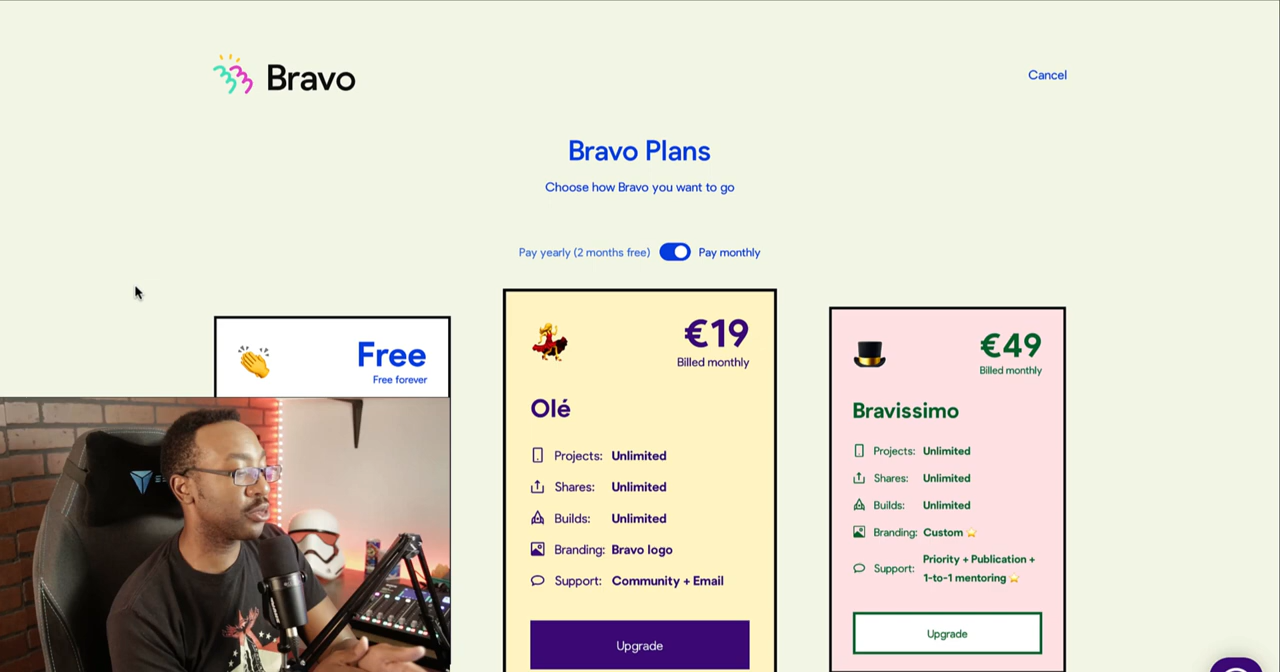 Bravo
Cancel
Bravo Plans
Choose how Bravo you want to go
Pay yearly (2 months free) Pay monthly
Free
Free forever
€19
Billed monthly
Olé
Projects: Unlimited
Shares: Unlimited
Builds: Unlimited
Branding: Bravo logo
Support: Community + Email
Upgrade
€49
Billed monthly
Bravissimo
Projects: Unlimited
Shares: Unlimited
Builds: Unlimited
Branding: Custom ⭐
Support: Priority + Publication +
1-to-1 mentoring ⭐
Upgrade